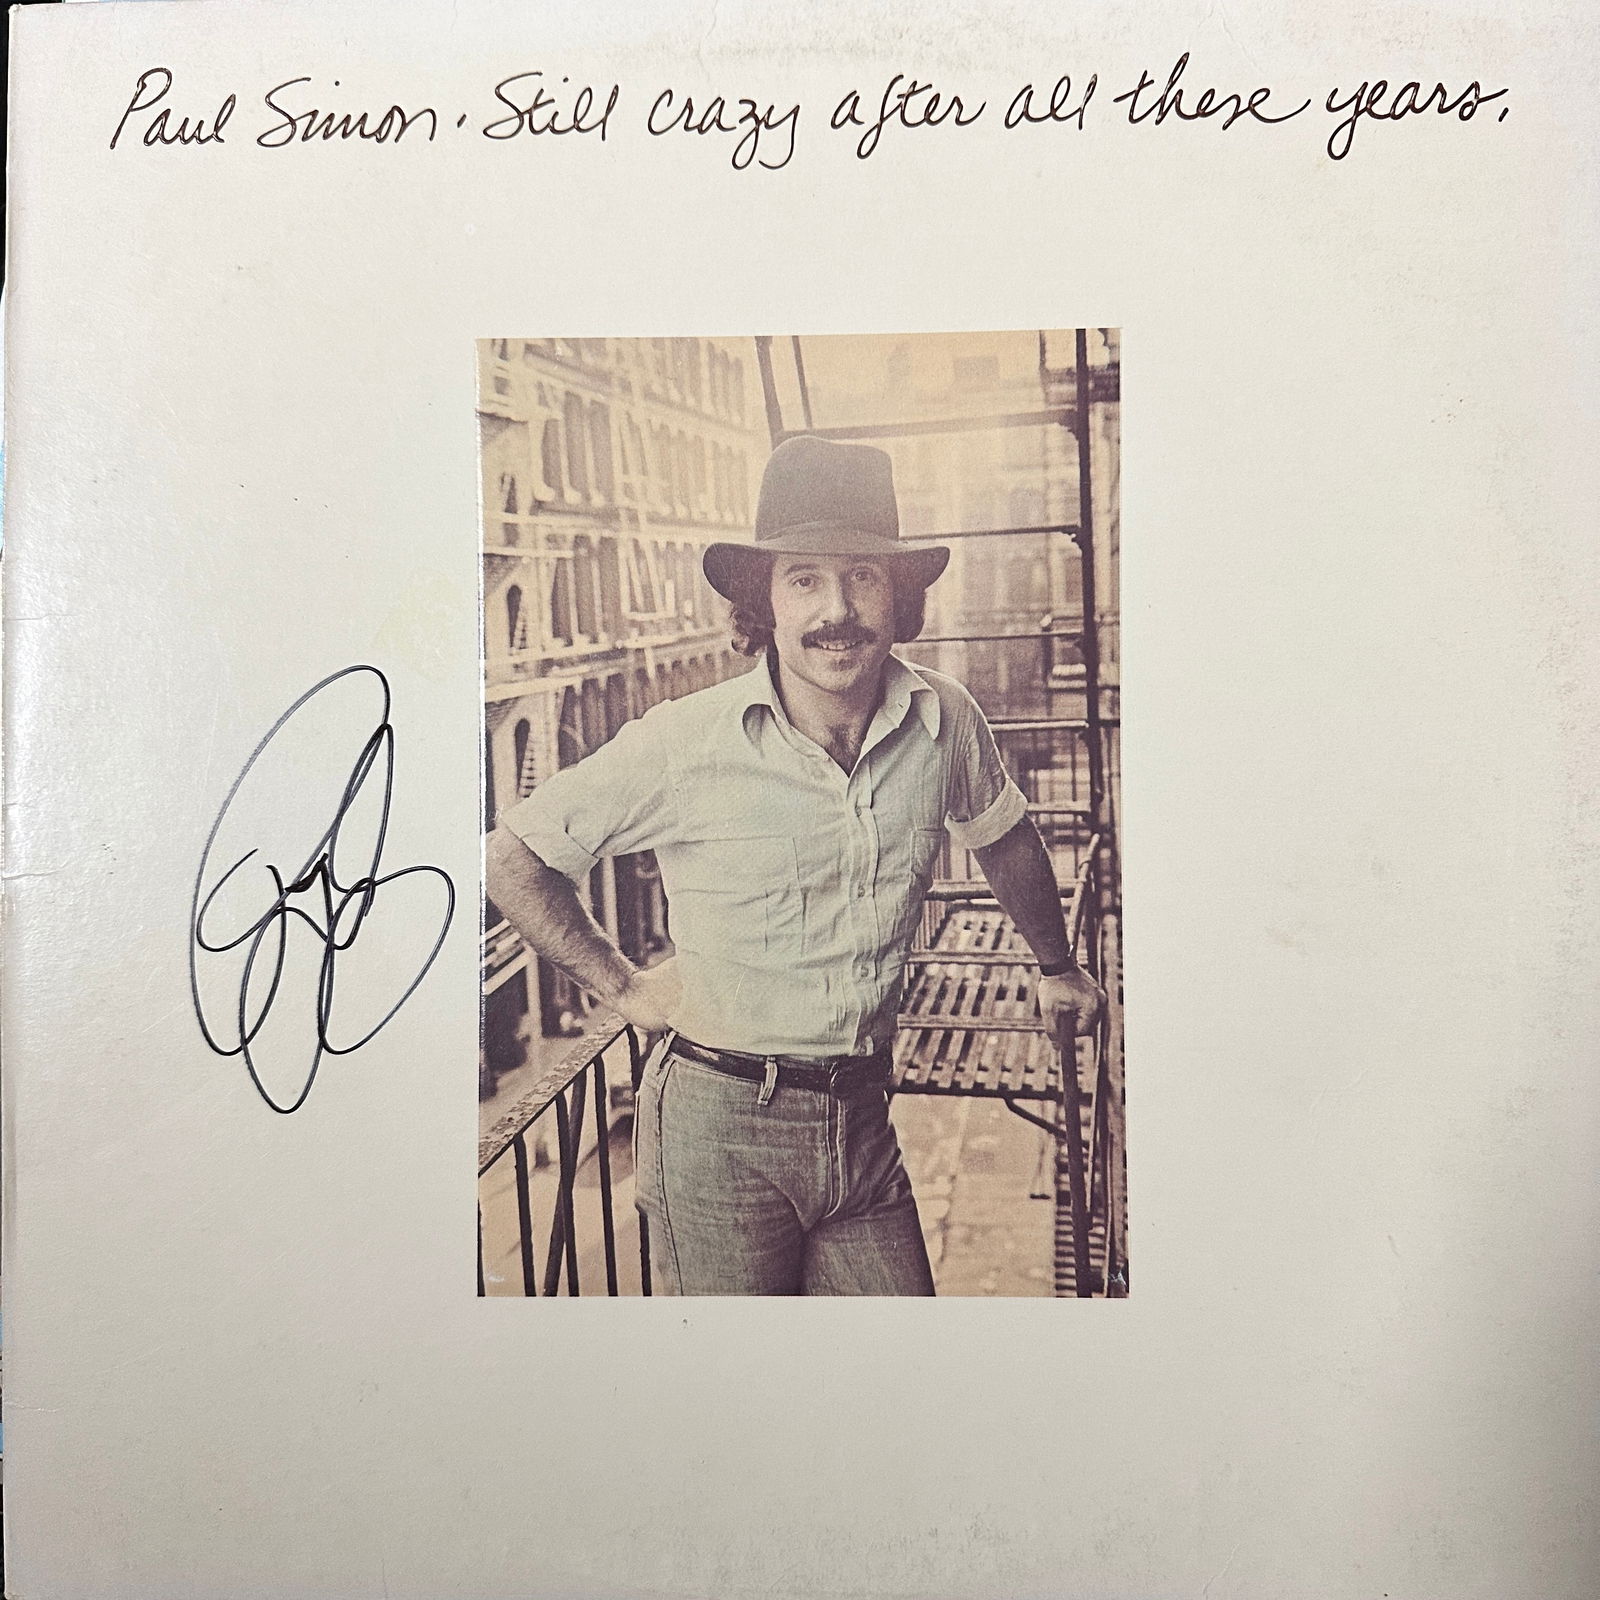 Paul Simon. Still crazy after all these years.